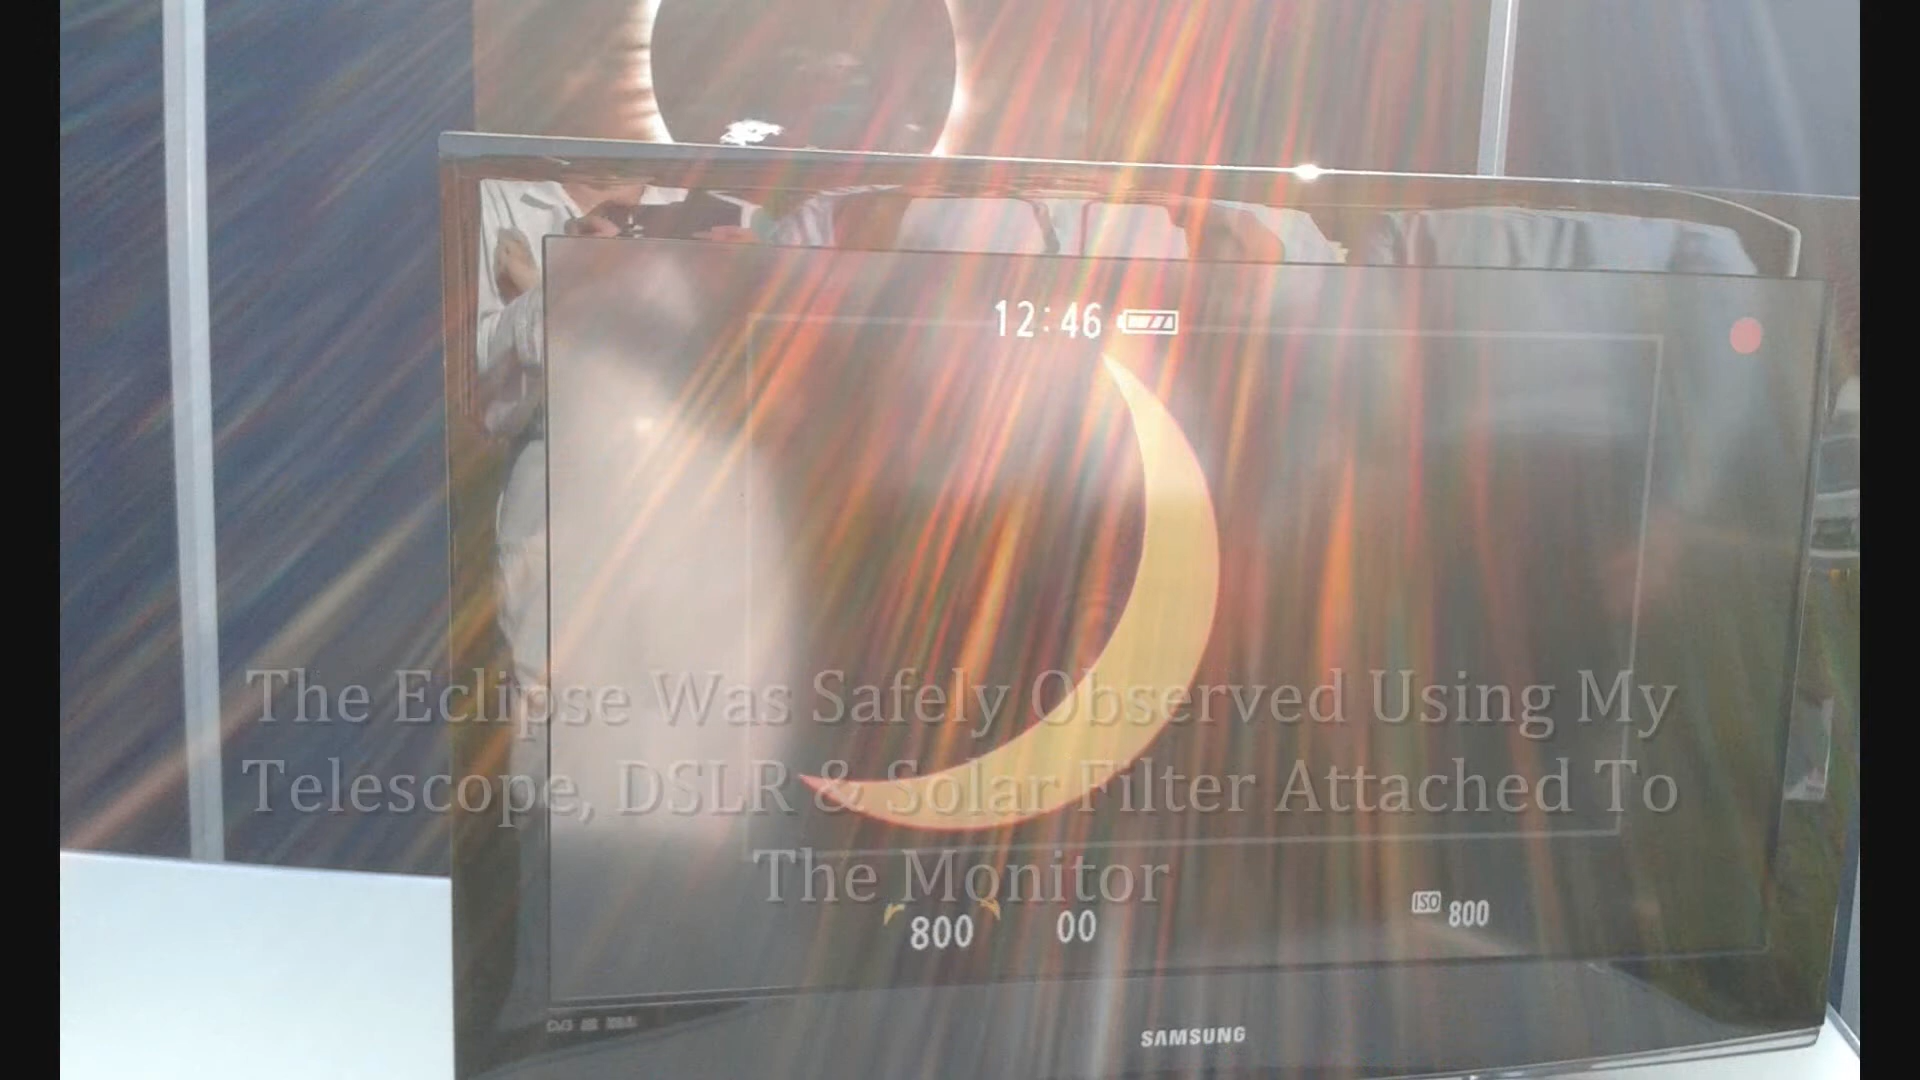 12:46
The Eclipse Was Safely Observed Using My
Telescope, DSLR & Solar Filter Attached To
The Monitor
800 00 ISO 800
SAMSUNG